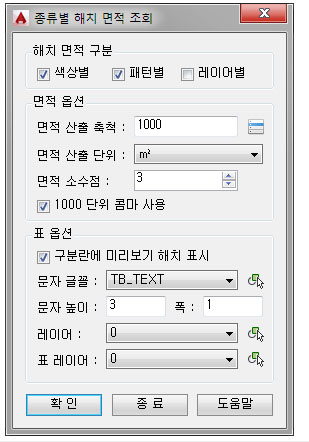 종류별 해치 면적 조회
해치 면적 구분
색상별 패턴별 레이어별
면적 옵션
면적 산출 축척 : 1000
면적 산출 단위 : m²
면적 소수점 : 3
1000 단위 콤마 사용
표 옵션
구분란에 미리보기 해치 표시
문자 글꼴 : TB_TEXT
문자 높이 : 3 폭 : 1
레이어 : 0
표 레이어 : 0
확 인 종 료 도움말